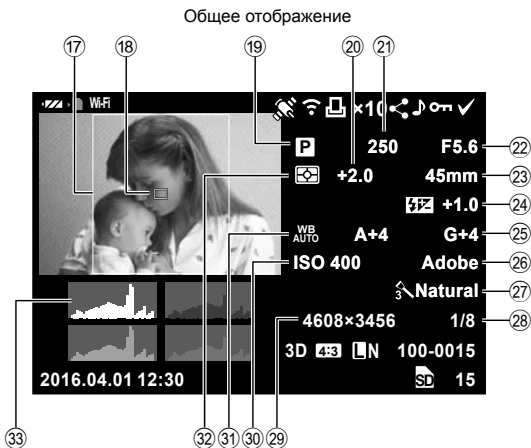 Общее отображение
17 18 19 20 21
Wi-Fi ×10
P 250 F5.6 22
+2.0 45mm 23
+1.0 24
WB AUTO A+4 G+4 25
ISO 400 Adobe 26
3 Natural 27
4608×3456 1/8 28
3D 4:3 LN 100-0015
2016.04.01 12:30 SD 15
33 32 31 30 29